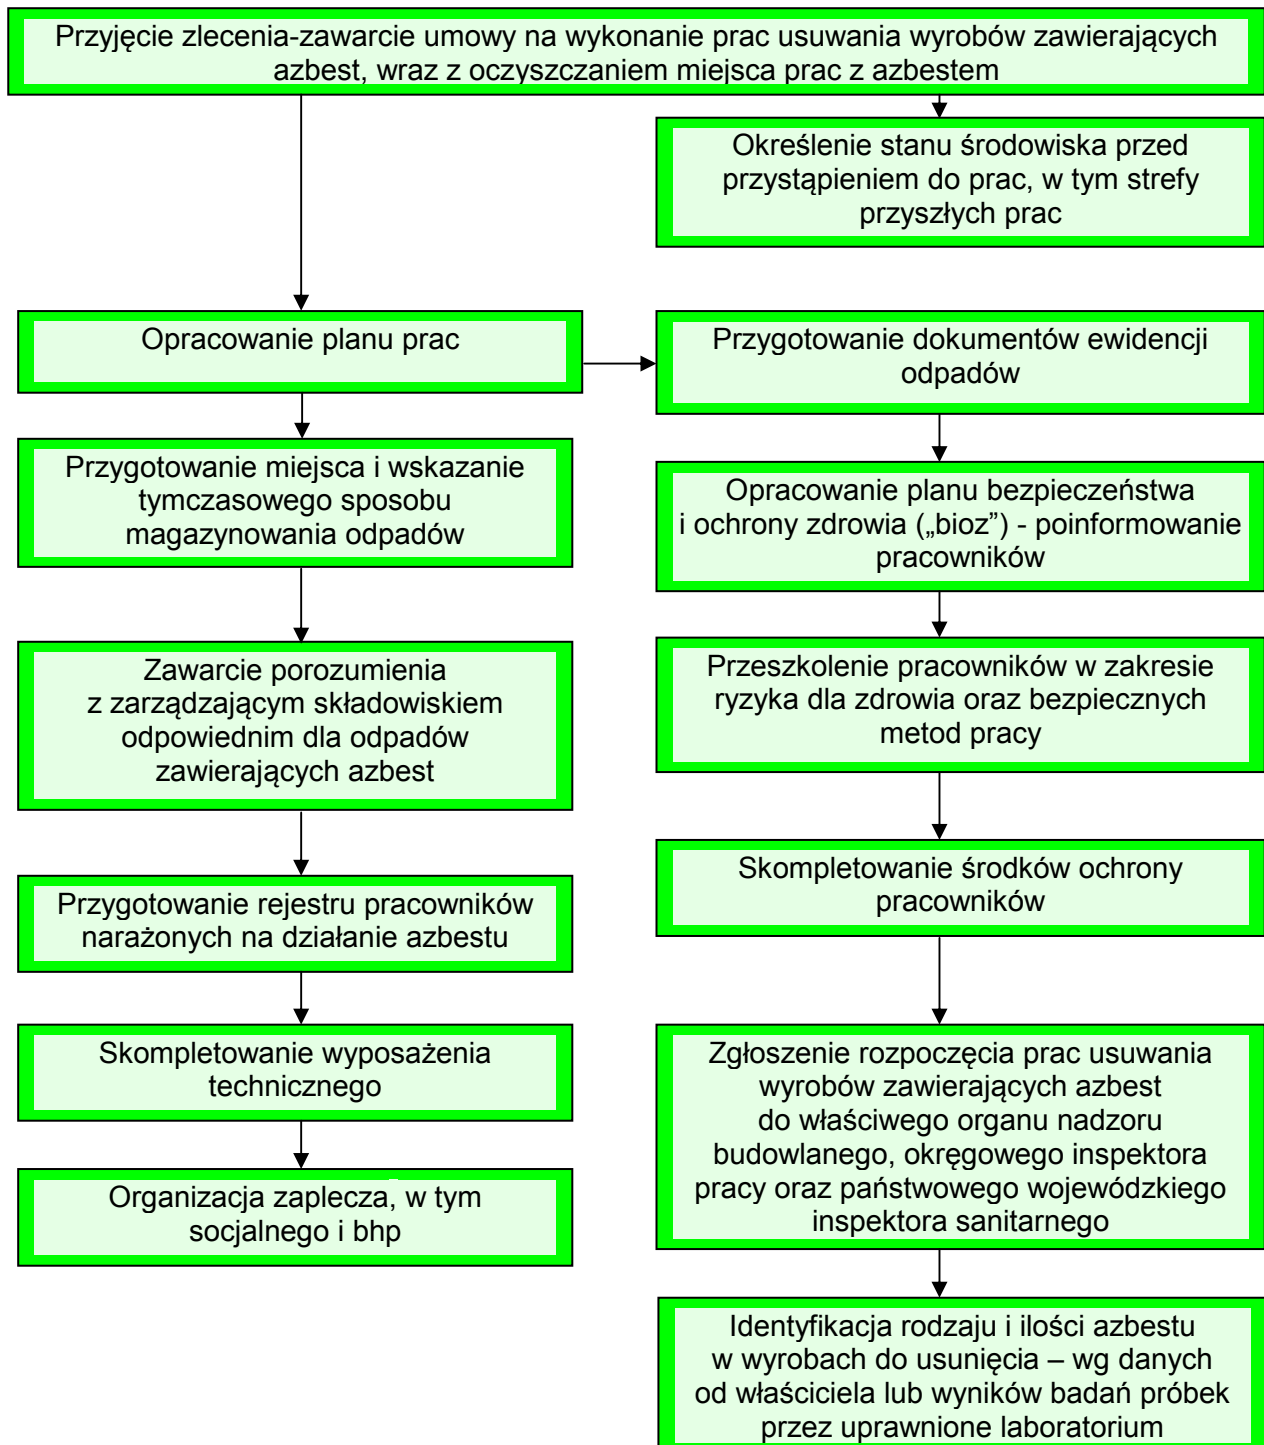 Przyjęcie zlecenia-zawarcie umowy na wykonanie prac usuwania wyrobów zawierających
azbest, wraz z oczyszczaniem miejsca prac z azbestem
Określenie stanu środowiska przed
przystąpieniem do prac, w tym strefy
przyszłych prac
Opracowanie planu prac
Przygotowanie dokumentów ewidencji
odpadów
Przygotowanie miejsca i wskazanie
tymczasowego sposobu
magazynowania odpadów
Opracowanie planu bezpieczeństwa
i ochrony zdrowia („bioz”) - poinformowanie
pracowników
Zawarcie porozumienia
z zarządzającym składowiskiem
odpowiednim dla odpadów
zawierających azbest
Przeszkolenie pracowników w zakresie
ryzyka dla zdrowia oraz bezpiecznych
metod pracy
Przygotowanie rejestru pracowników
narażonych na działanie azbestu
Skompletowanie środków ochrony
pracowników
Skompletowanie wyposażenia
technicznego
Organizacja zaplecza, w tym
socjalnego i bhp
Zgłoszenie rozpoczęcia prac usuwania
wyrobów zawierających azbest
do właściwego organu nadzoru
budowlanego, okręgowego inspektora
pracy oraz państwowego wojewódzkiego
inspektora sanitarnego
Identyfikacja rodzaju i ilości azbestu
w wyrobach do usunięcia – wg danych
od właściciela lub wyników badań próbek
przez uprawnione laboratorium